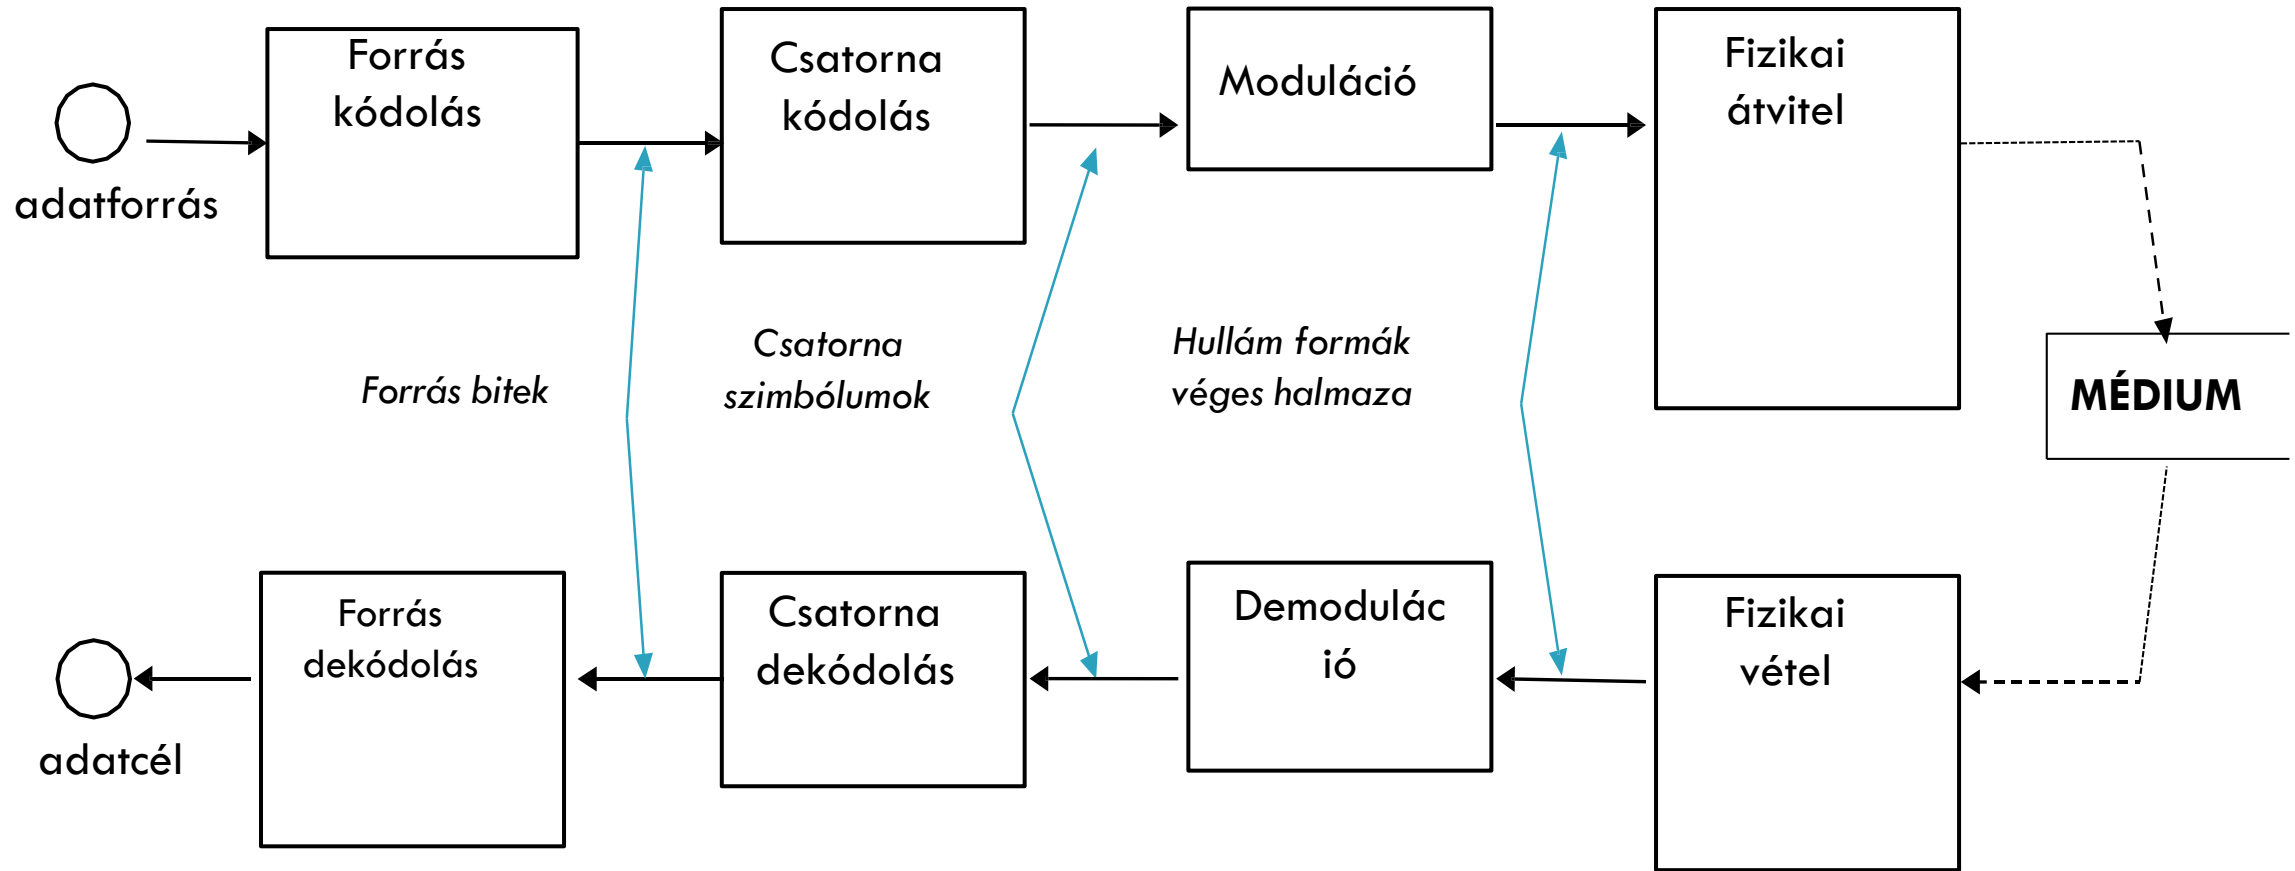 Forrás
kódolás
Csatorna
kódolás
Moduláció
Fizikai
átvitel
adatforrás
Forrás bitek
Csatorna
szimbólumok
Hullám formák
véges halmaza
MÉDIUM
Forrás
dekódolás
Csatorna
dekódolás
Demodulác
ió
Fizikai
vétel
adatcél